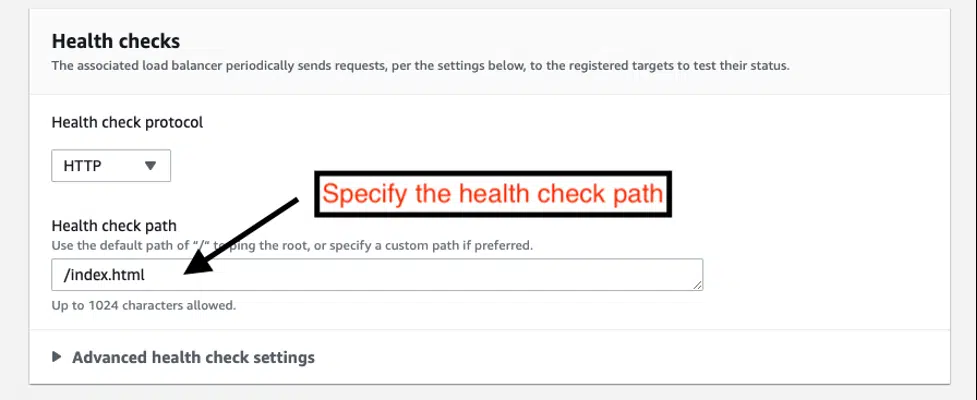 Health checks
The associated load balancer periodically sends requests, per the settings below, to the registered targets to test their status.
Health check protocol
HTTP
Specify the health check path
Health check path
Use the default path of "/" to ping the root, or specify a custom path if preferred.
/index.html
Up to 1024 characters allowed.
Advanced health check settings